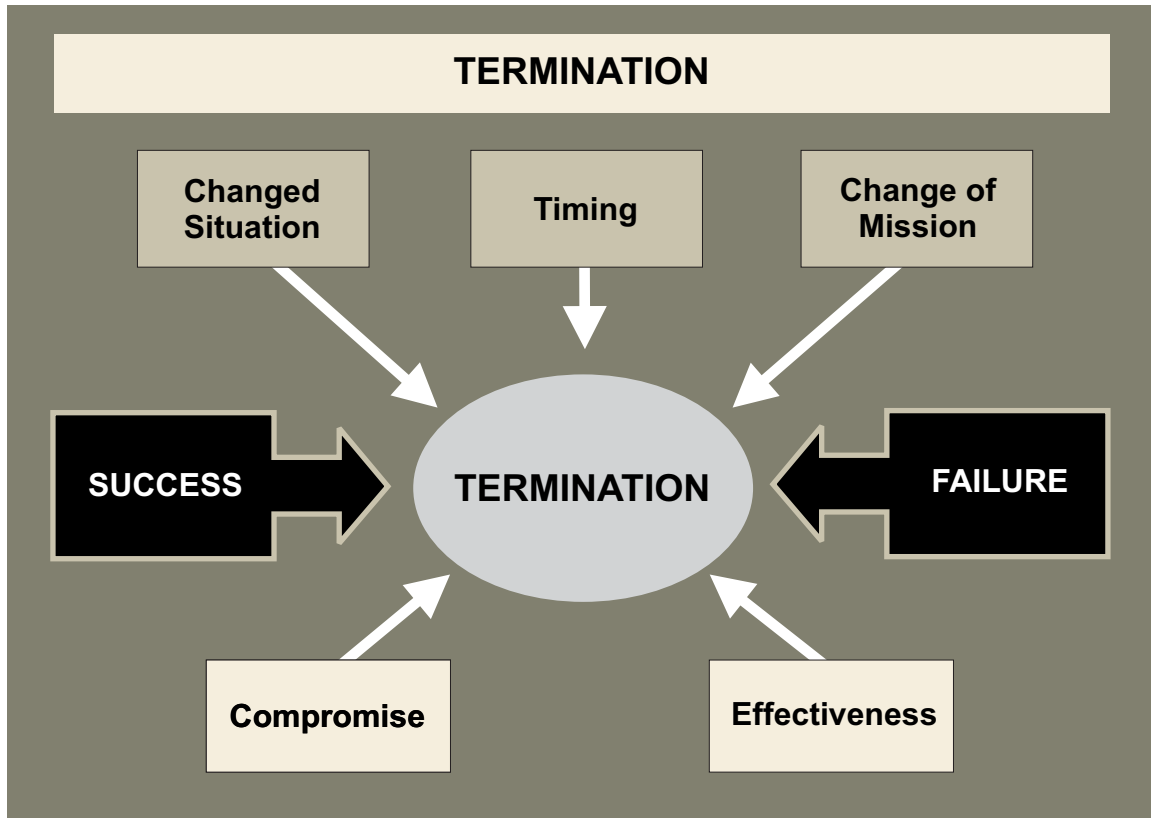 TERMINATION
Changed
Situation
Timing
Change of
Mission
SUCCESS
TERMINATION
FAILURE
Compromise
Effectiveness